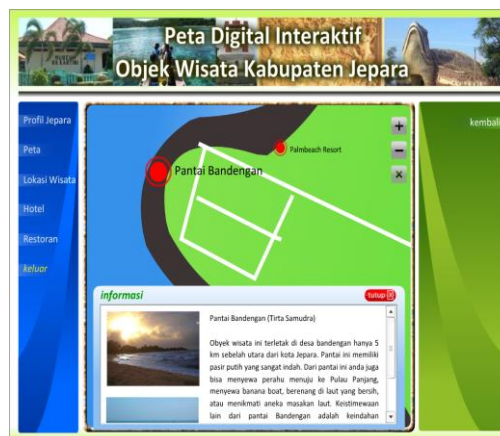 Peta Digital Interaktif
Objek Wisata Kabupaten Jepara
Profil Jepara
Peta
Lokasi Wisata
Hotel
Restoran
keluar
kembali
+
−
×
Palmbeach Resort
Pantai Bandengan
informasi
tutup X
Pantai Bandengan (Tirta Samudra)
Obyek wisata ini terletak di desa bandengan hanya 5
km sebelah utara dari kota Jepara. Pantai ini memiliki
pasir putih yang sangat indah. Dari pantai ini anda juga
bisa menyewa perahu menuju ke Pulau Panjang,
menyewa banana boat, berenang di laut yang bersih,
atau menikmati aneka masakan laut. Keistimewaan
lain dari pantai Bandengan adalah keindahan